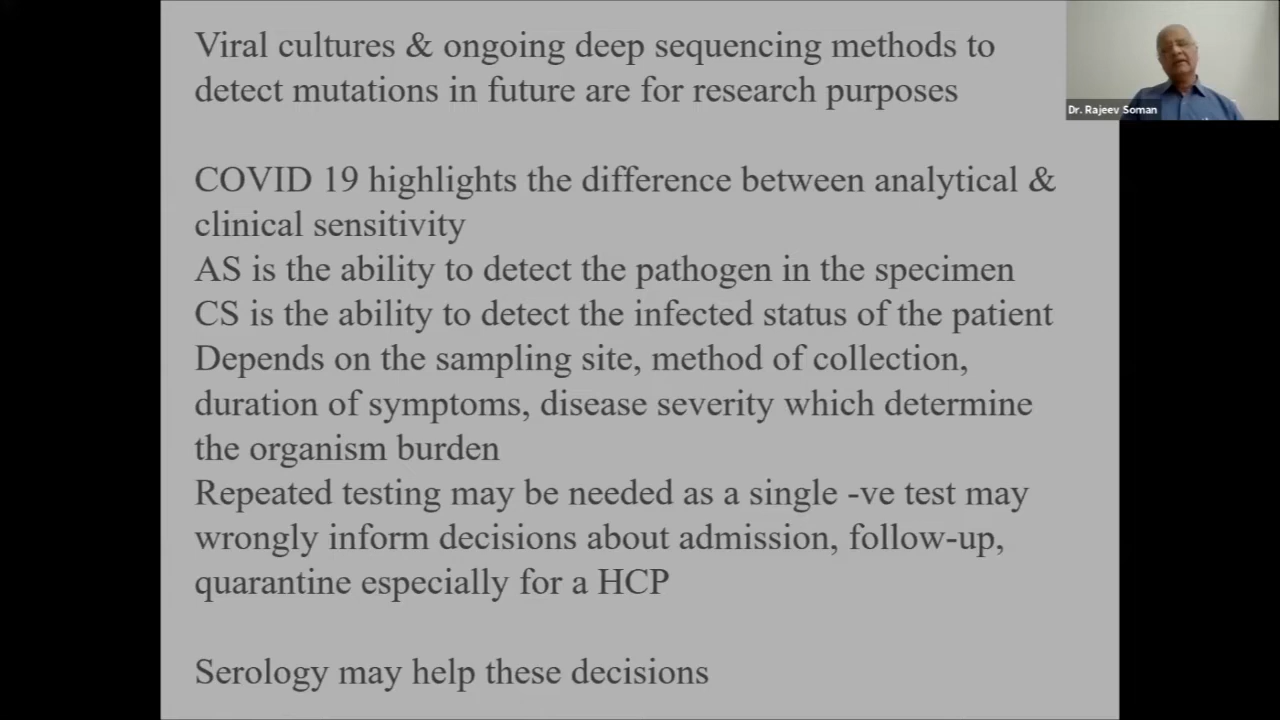 Viral cultures & ongoing deep sequencing methods to
detect mutations in future are for research purposes
COVID 19 highlights the difference between analytical &
clinical sensitivity
AS is the ability to detect the pathogen in the specimen
CS is the ability to detect the infected status of the patient
Depends on the sampling site, method of collection,
duration of symptoms, disease severity which determine
the organism burden
Repeated testing may be needed as a single -ve test may
wrongly inform decisions about admission, follow-up,
quarantine especially for a HCP
Serology may help these decisions
Dr. Rajeev Soman